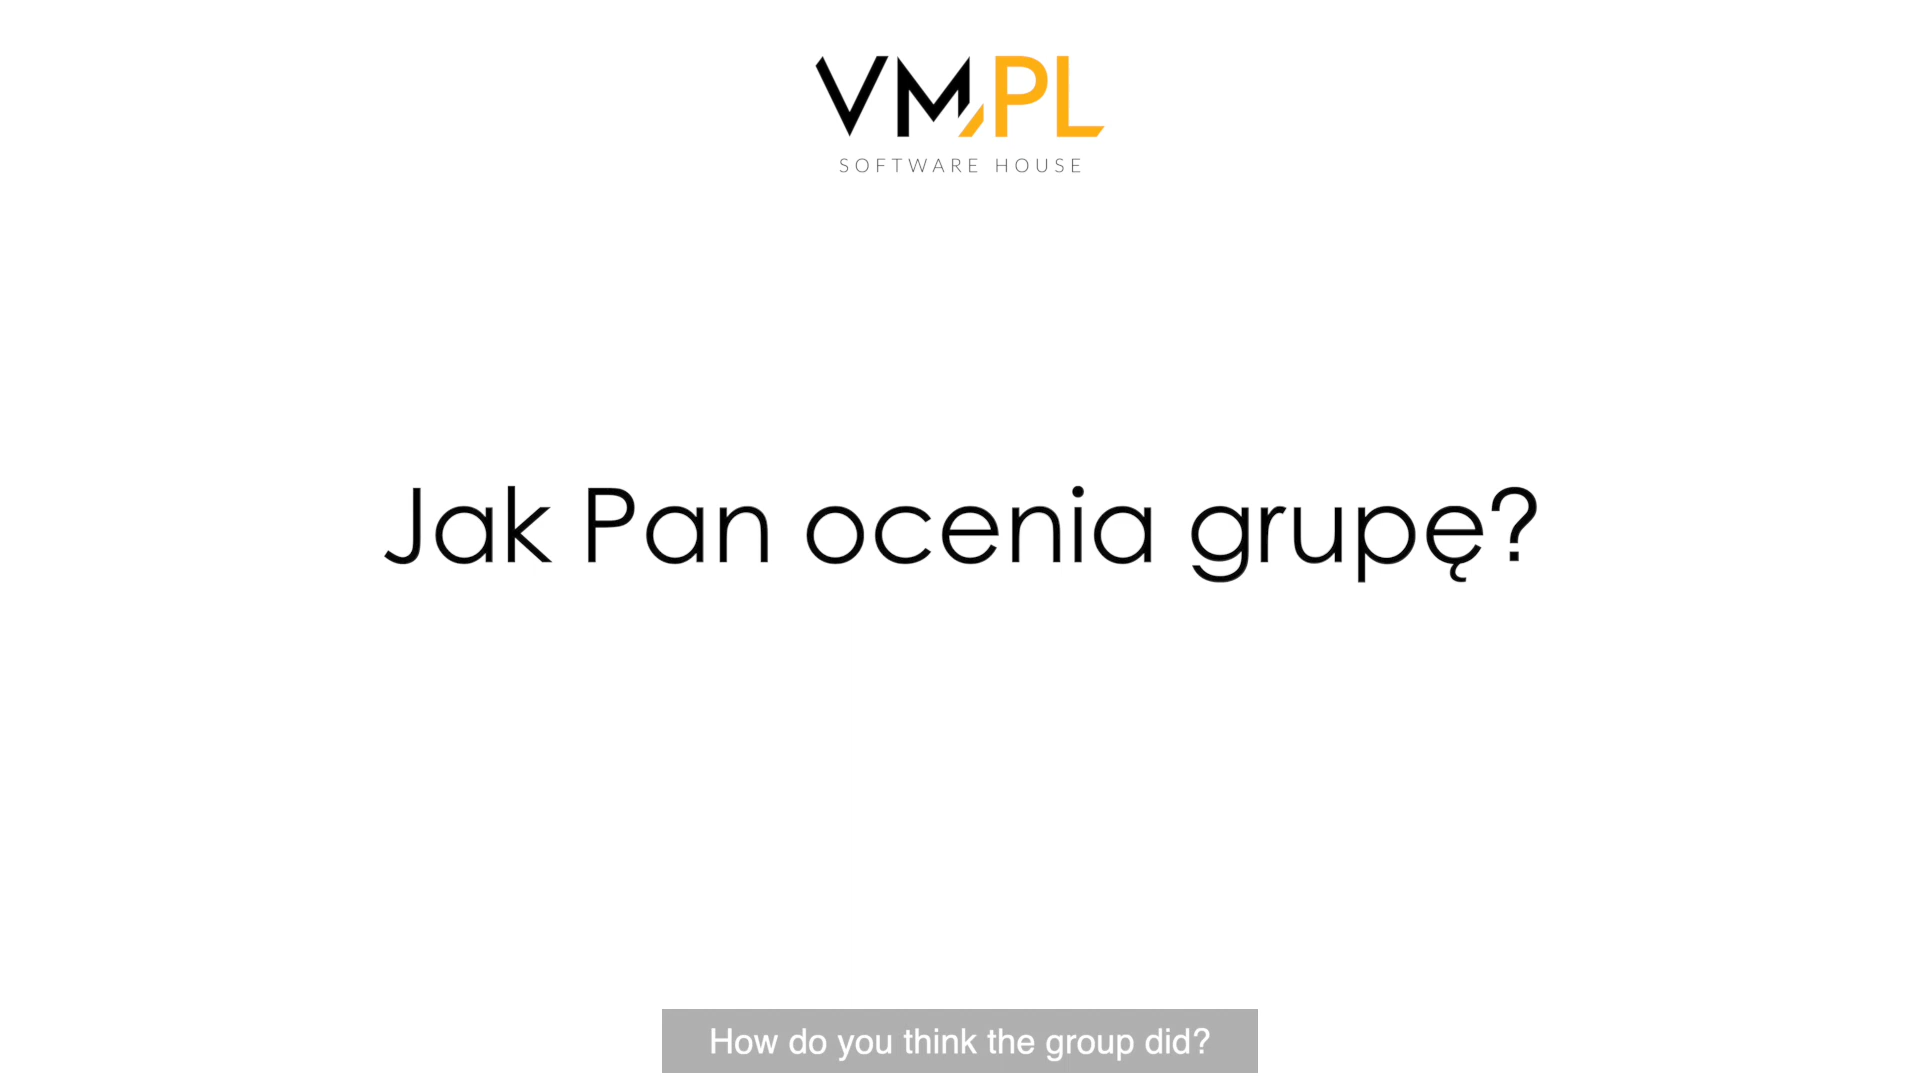 VM.PL
SOFTWARE HOUSE
Jak Pan ocenia grupę?
How do you think the group did?